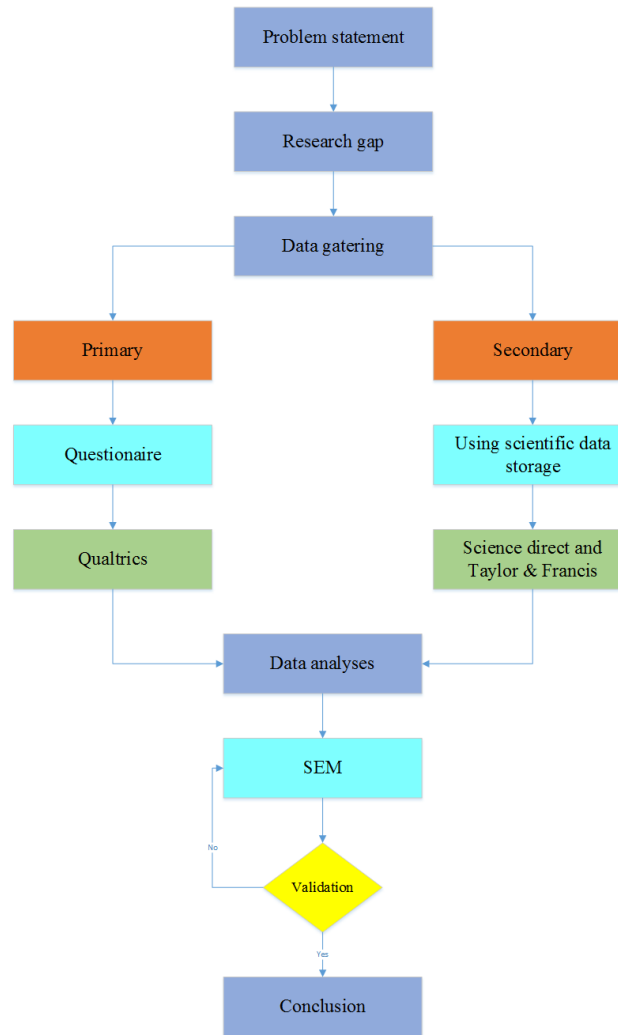 Problem statement
Research gap
Data gatering
Primary
Secondary
Questionaire
Using scientific data
storage
Qualtrics
Science direct and
Taylor & Francis
Data analyses
SEM
No
Validation
Yes
Conclusion